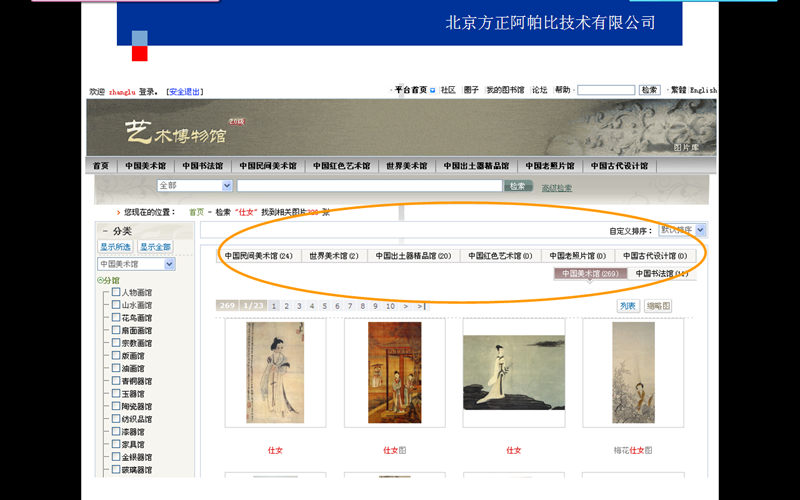 北京方正阿帕比技术有限公司
欢迎 zhanglu 登录。 [安全退出]
·平台首页 社区 圈子 我的图书馆 论坛 帮助· 检索 ·繁體 English
艺术博物馆
图片库
首页 中国美术馆 中国书法馆 中国民间美术馆 中国红色艺术馆 世界美术馆 中国出土器精品馆 中国老照片馆 中国古代设计馆
全部 检索 高级检索
> 您现在的位置： 首页 - 检索 "仕女" 找到相关图片 张
- 分类
自定义排序： 默认排序
显示所选 显示全部
中国民间美术馆(24) 世界美术馆(2) 中国出土器精品馆(20) 中国红色艺术馆(0) 中国老照片馆(0) 中国古代设计馆(0)
中国美术馆
中国美术馆(269) 中国书法馆
分馆
人物画馆
山水画馆
花鸟画馆
扇面画馆
宗教画馆
版画馆
油画馆
青铜器馆
玉器馆
陶瓷器馆
纺织品馆
漆器馆
家具馆
金银器馆
玻璃器馆
269 1/23 1 2 3 4 5 6 7 8 9 10 > >|
列表 缩略图
仕女 仕女图 仕女 梅花仕女图